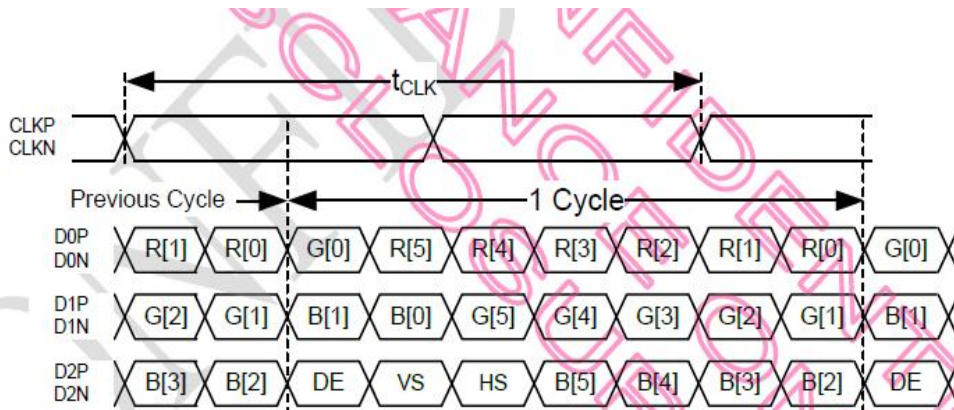 tCLK
CLKP
CLKN
Previous Cycle
1 Cycle
D0P
D0N
R[1] R[0] G[0] R[5] R[4] R[3] R[2] R[1] R[0] G[0]
D1P
D1N
G[2] G[1] B[1] B[0] G[5] G[4] G[3] G[2] G[1] B[1]
D2P
D2N
B[3] B[2] DE VS HS B[5] B[4] B[3] B[2] DE